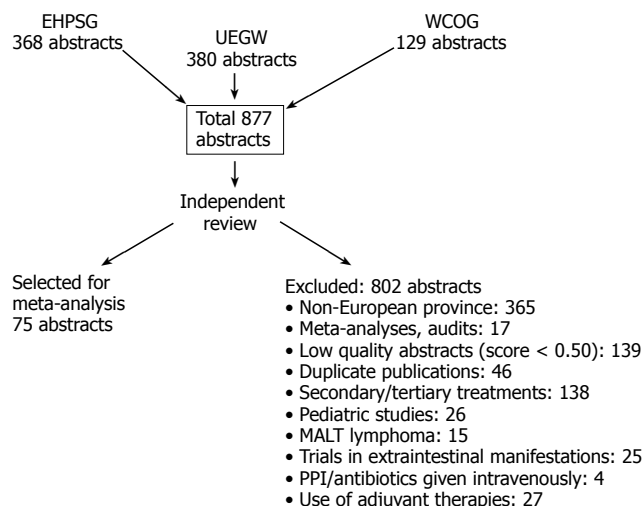 EHPSG
368 abstracts
UEGW
380 abstracts
WCOG
129 abstracts
Total 877
abstracts
Independent
review
Selected for
meta-analysis
75 abstracts
Excluded: 802 abstracts
• Non-European province: 365
• Meta-analyses, audits: 17
• Low quality abstracts (score < 0.50): 139
• Duplicate publications: 46
• Secondary/tertiary treatments: 138
• Pediatric studies: 26
• MALT lymphoma: 15
• Trials in extraintestinal manifestations: 25
• PPI/antibiotics given intravenously: 4
• Use of adjuvant therapies: 27